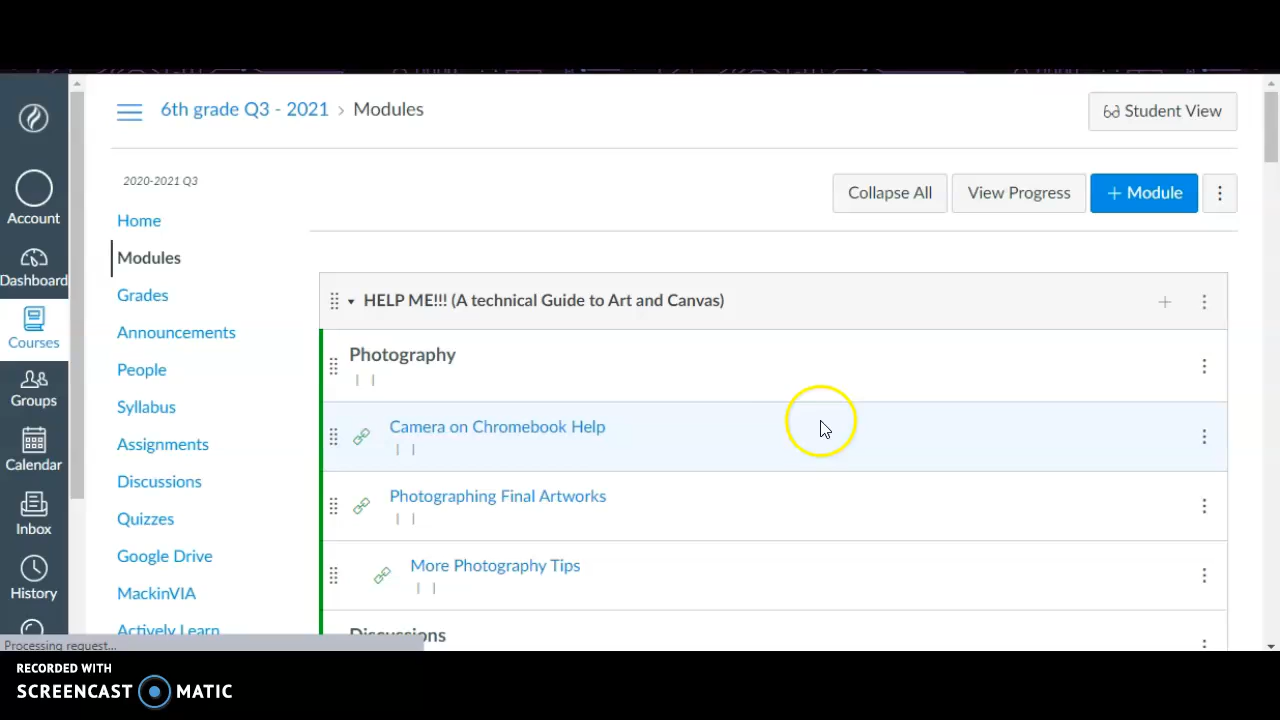 6th grade Q3 - 2021 › Modules
Student View
2020-2021 Q3
Collapse All
View Progress
+ Module
Account
Dashboard
Courses
Groups
Calendar
Inbox
History
Home
Modules
Grades
Announcements
People
Syllabus
Assignments
Discussions
Quizzes
Google Drive
MackinVIA
Actively Learn
HELP ME!!! (A technical Guide to Art and Canvas)
Photography
Camera on Chromebook Help
Photographing Final Artworks
More Photography Tips
Discussions
Processing request...
RECORDED WITH
SCREENCAST MATIC